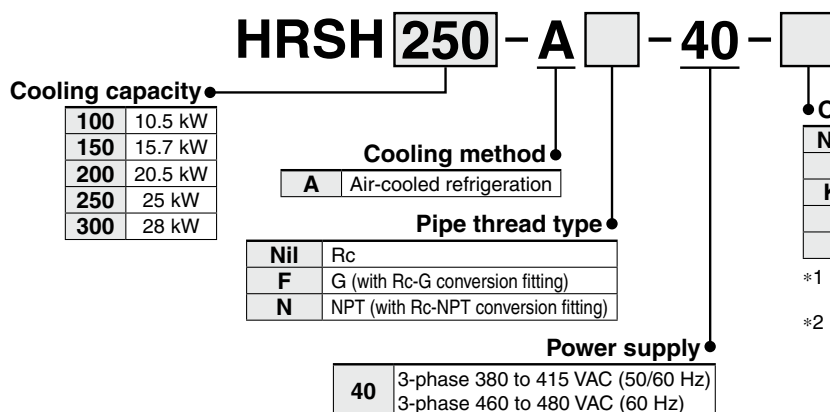 HRSH 250 – A – 40 –
Cooling capacity
100 10.5 kW
150 15.7 kW
200 20.5 kW
250 25 kW
300 28 kW
Cooling method
A Air-cooled refrigeration
Pipe thread type
Nil Rc
F G (with Rc-G conversion fitting)
N NPT (with Rc-NPT conversion fitting)
Power supply
40 3-phase 380 to 415 VAC (50/60 Hz)
3-phase 460 to 480 VAC (60 Hz)
*1
*2